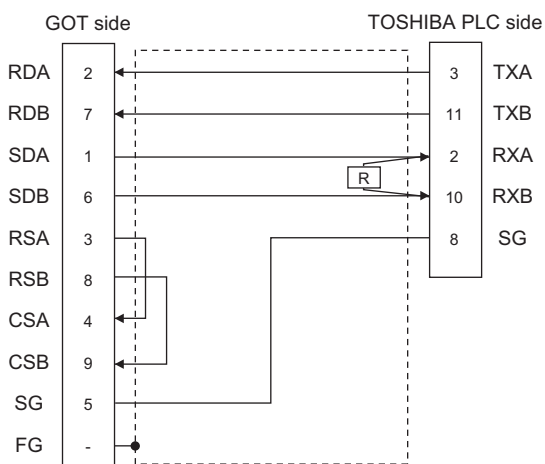 GOT side TOSHIBA PLC side
RDA 2 3 TXA
RDB 7 11 TXB
SDA 1 2 RXA
R
SDB 6 10 RXB
RSA 3 8 SG
RSB 8
CSA 4
CSB 9
SG 5
FG -